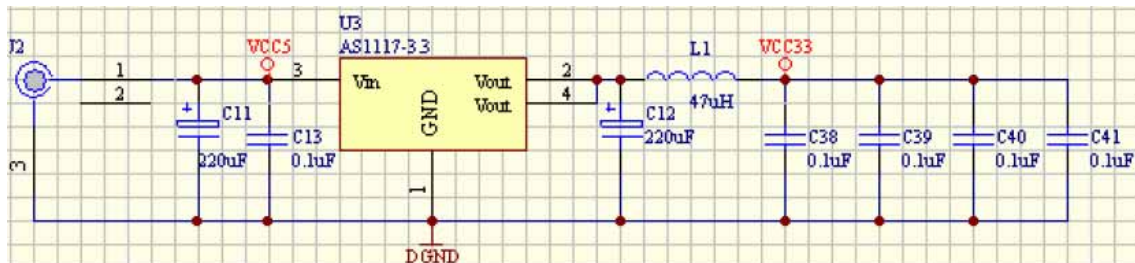 U3
AS1117-3.3
J2
VCC5
L1
VCC33
1
2
3
Vin
Vout
Vout
GND
2
4
47uH
C11
220uF
C13
0.1uF
C12
220uF
C38
0.1uF
C39
0.1uF
C40
0.1uF
C41
0.1uF
3
1
DGND